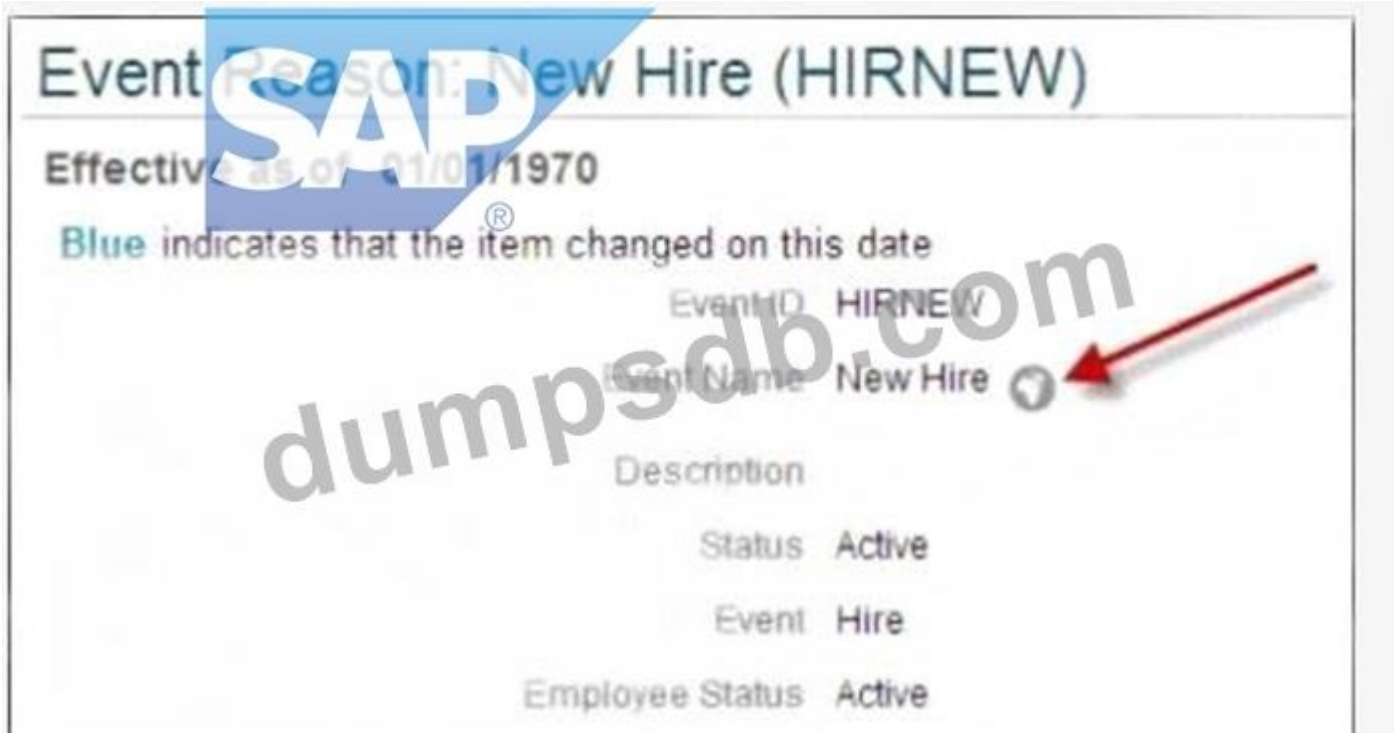 Event Reason: New Hire (HIRNEW)
SAP
®
Effective as of 01/01/1970
Blue indicates that the item changed on this date
Event ID HIRNEW
Event Name New Hire
dumpsdb.com
Description
Status Active
Event Hire
Employee Status Active